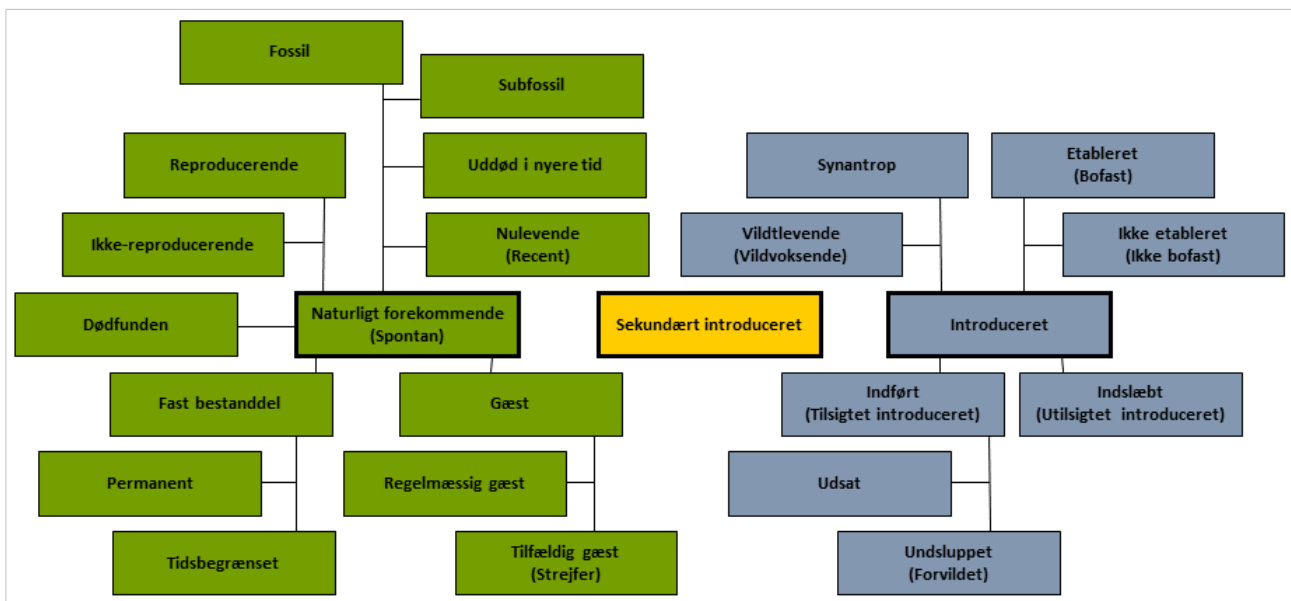 Fossil
Subfossil
Reproducerende
Uddød i nyere tid
Synantrop
Etableret
(Bofast)
Ikke-reproducerende
Nulevende
(Recent)
Vildtlevende
(Vildvoksende)
Ikke etableret
(Ikke bofast)
Dødfunden
Naturligt forekommende
(Spontan)
Sekundært introduceret
Introduceret
Fast bestanddel
Gæst
Indført
(Tilsigtet introduceret)
Indslæbt
(Utilsigtet introduceret)
Permanent
Regelmæssig gæst
Udsat
Tidsbegrænset
Tilfældig gæst
(Strejfer)
Undsluppet
(Forvildet)